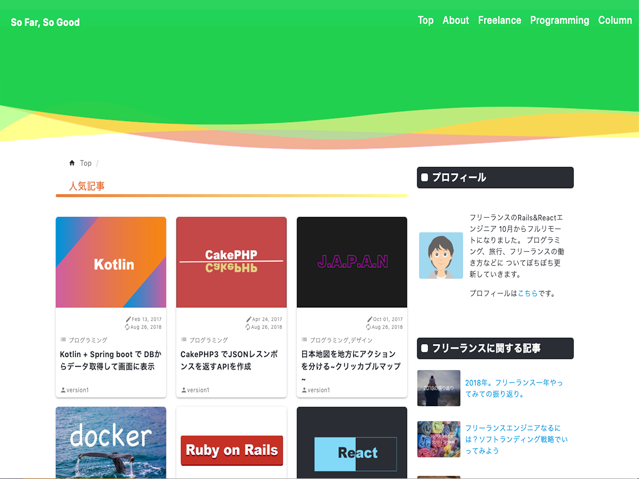 So Far, So Good
Top About Freelance Programming Column
Top /
人気記事
Kotlin
Feb 13, 2017
Aug 26, 2018
プログラミング
Kotlin + Spring boot で DBか
らデータ取得して画面に表示
version1
CakePHP
CakePHP
Apr 24, 2017
Aug 26, 2018
プログラミング
CakePHP3 でJSONレスポン
スを返すAPIを作成
version1
J.A.P.A.N
Oct 01, 2017
Aug 26, 2018
プログラミング,デザイン
日本地図を地方にアクション
を分ける~クリッカブルマップ
~
version1
docker
Ruby on Rails
React
プロフィール
フリーランスのRails&Reactエ
ンジニア 10月からフルリモー
トになりました。 プログラミ
ング、旅行、フリーランスの働
き方などに ついてぼちぼち更
新していきます。
プロフィールはこちらです。
フリーランスに関する記事
2018年。フリーランス一年やっ
てみての振り返り。
フリーランスエンジニアなるに
は？ソフトランディング戦略でい
ってみよう